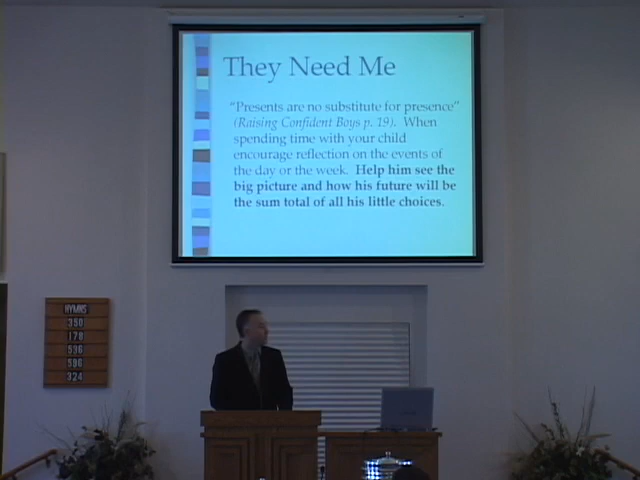 They Need Me
“Presents are no substitute for presence”
(Raising Confident Boys p. 19). When
spending time with your child
encourage reflection on the events of
the day or the week. Help him see the
big picture and how his future will be
the sum total of all his little choices.
HYMNS
350
178
536
586
324